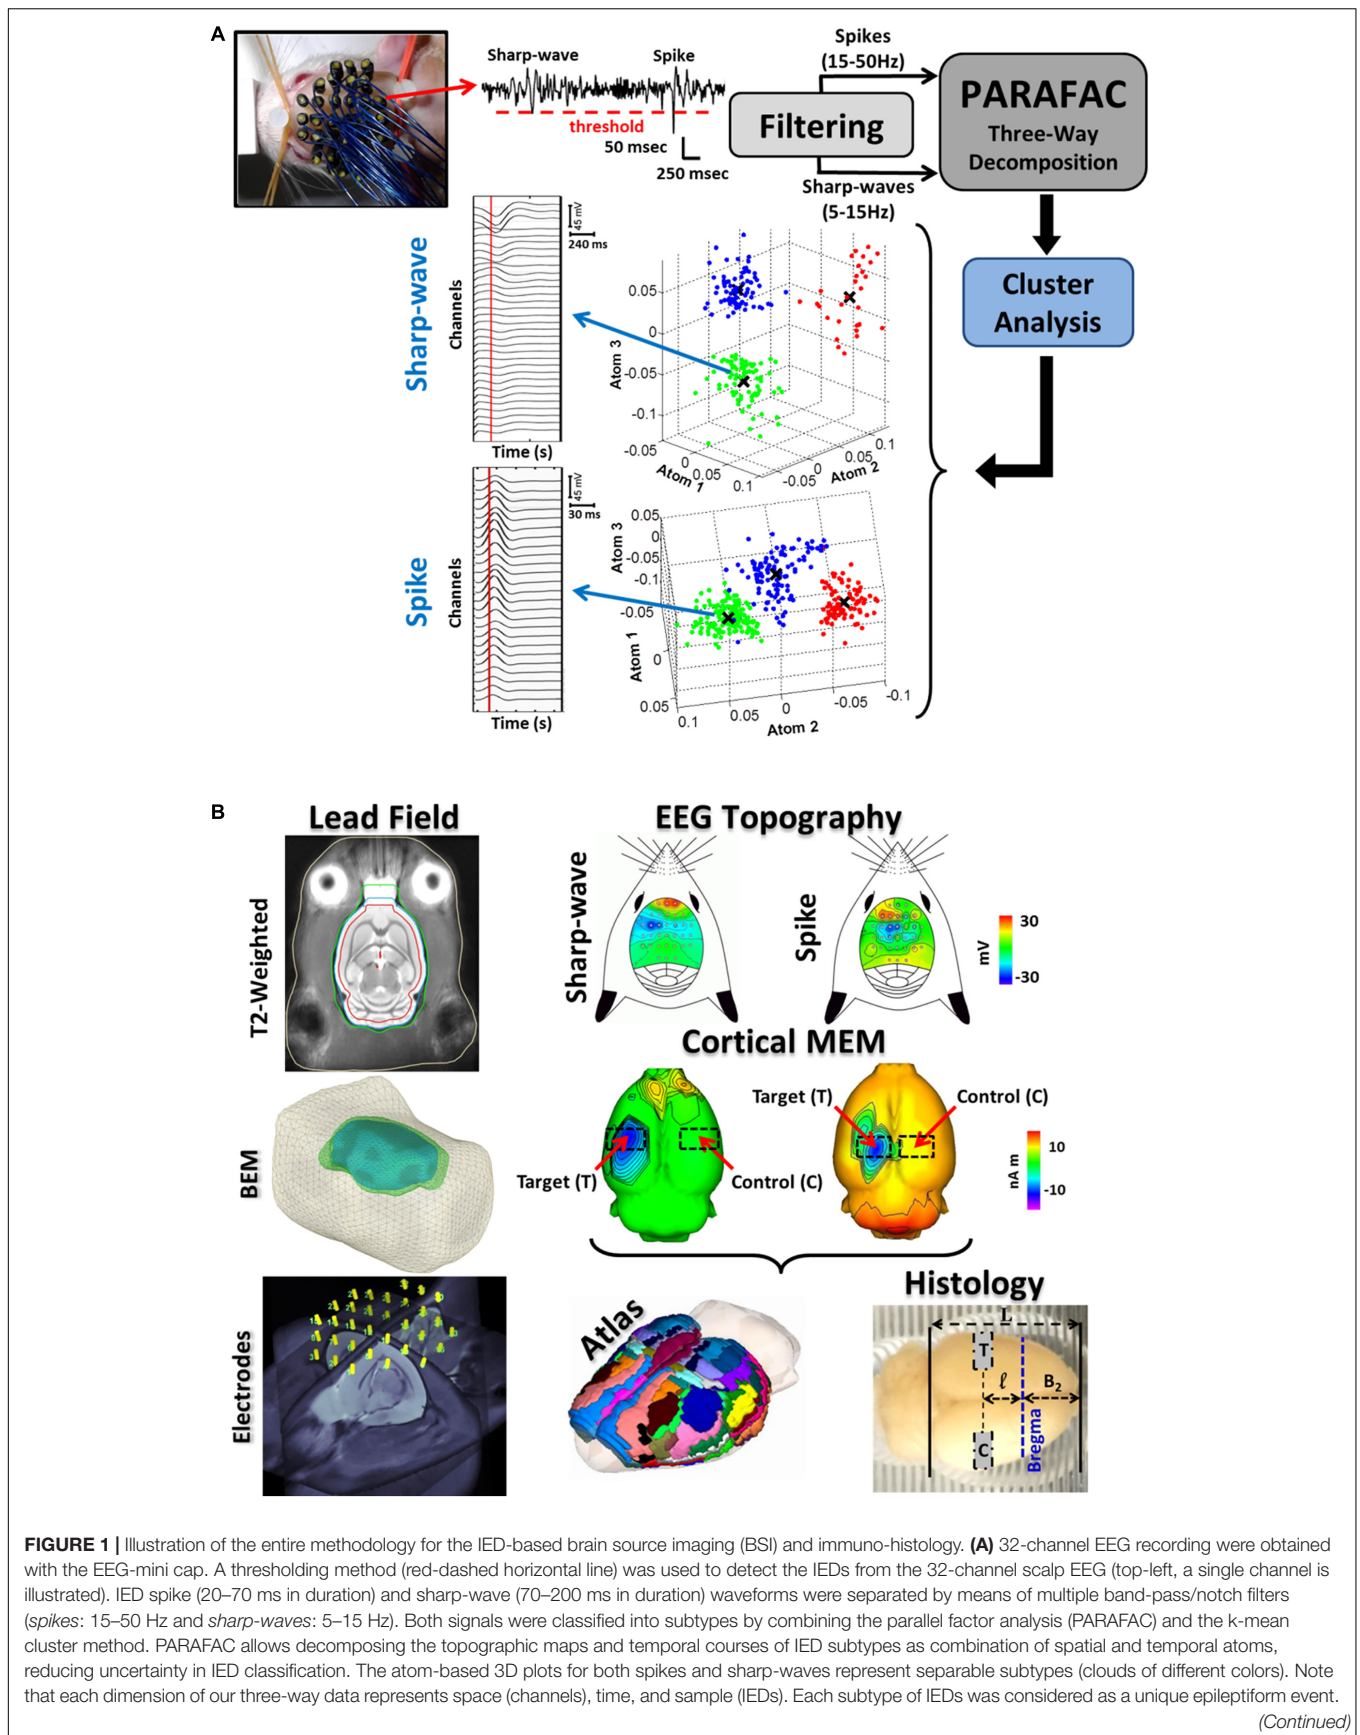 A
Sharp-wave
Spike
threshold
50 msec
250 msec
Spikes
(15-50Hz)
Filtering
Sharp-waves
(5-15Hz)
PARAFAC
Three-Way
Decomposition
Cluster
Analysis
Sharp-wave
Channels
45 mV
240 ms
Time (s)
0.05
0
-0.05
-0.1
Atom 3
-0.05
0
0.05
0.1
Atom 1
-0.05
0
0.05
0.1
Atom 2
Spike
Channels
45 mV
30 ms
Time (s)
0.05
0
-0.05
-0.1
Atom 3
-0.05
0
0.05
Atom 1
0.1
0.05
0
-0.05
-0.1
Atom 2
B
Lead Field
T2-Weighted
BEM
Electrodes
EEG Topography
Sharp-wave
Spike
30
-30
mV
Cortical MEM
Target (T)
Control (C)
Target (T)
Control (C)
10
-10
nA m
Atlas
Histology
L
T
ℓ
B2
C
Bregma
FIGURE 1 | Illustration of the entire methodology for the IED-based brain source imaging (BSI) and immuno-histology. (A) 32-channel EEG recording were obtained
with the EEG-mini cap. A thresholding method (red-dashed horizontal line) was used to detect the IEDs from the 32-channel scalp EEG (top-left, a single channel is
illustrated). IED spike (20–70 ms in duration) and sharp-wave (70–200 ms in duration) waveforms were separated by means of multiple band-pass/notch filters
(spikes: 15–50 Hz and sharp-waves: 5–15 Hz). Both signals were classified into subtypes by combining the parallel factor analysis (PARAFAC) and the k-mean
cluster method. PARAFAC allows decomposing the topographic maps and temporal courses of IED subtypes as combination of spatial and temporal atoms,
reducing uncertainty in IED classification. The atom-based 3D plots for both spikes and sharp-waves represent separable subtypes (clouds of different colors). Note
that each dimension of our three-way data represents space (channels), time, and sample (IEDs). Each subtype of IEDs was considered as a unique epileptiform event.
(Continued)